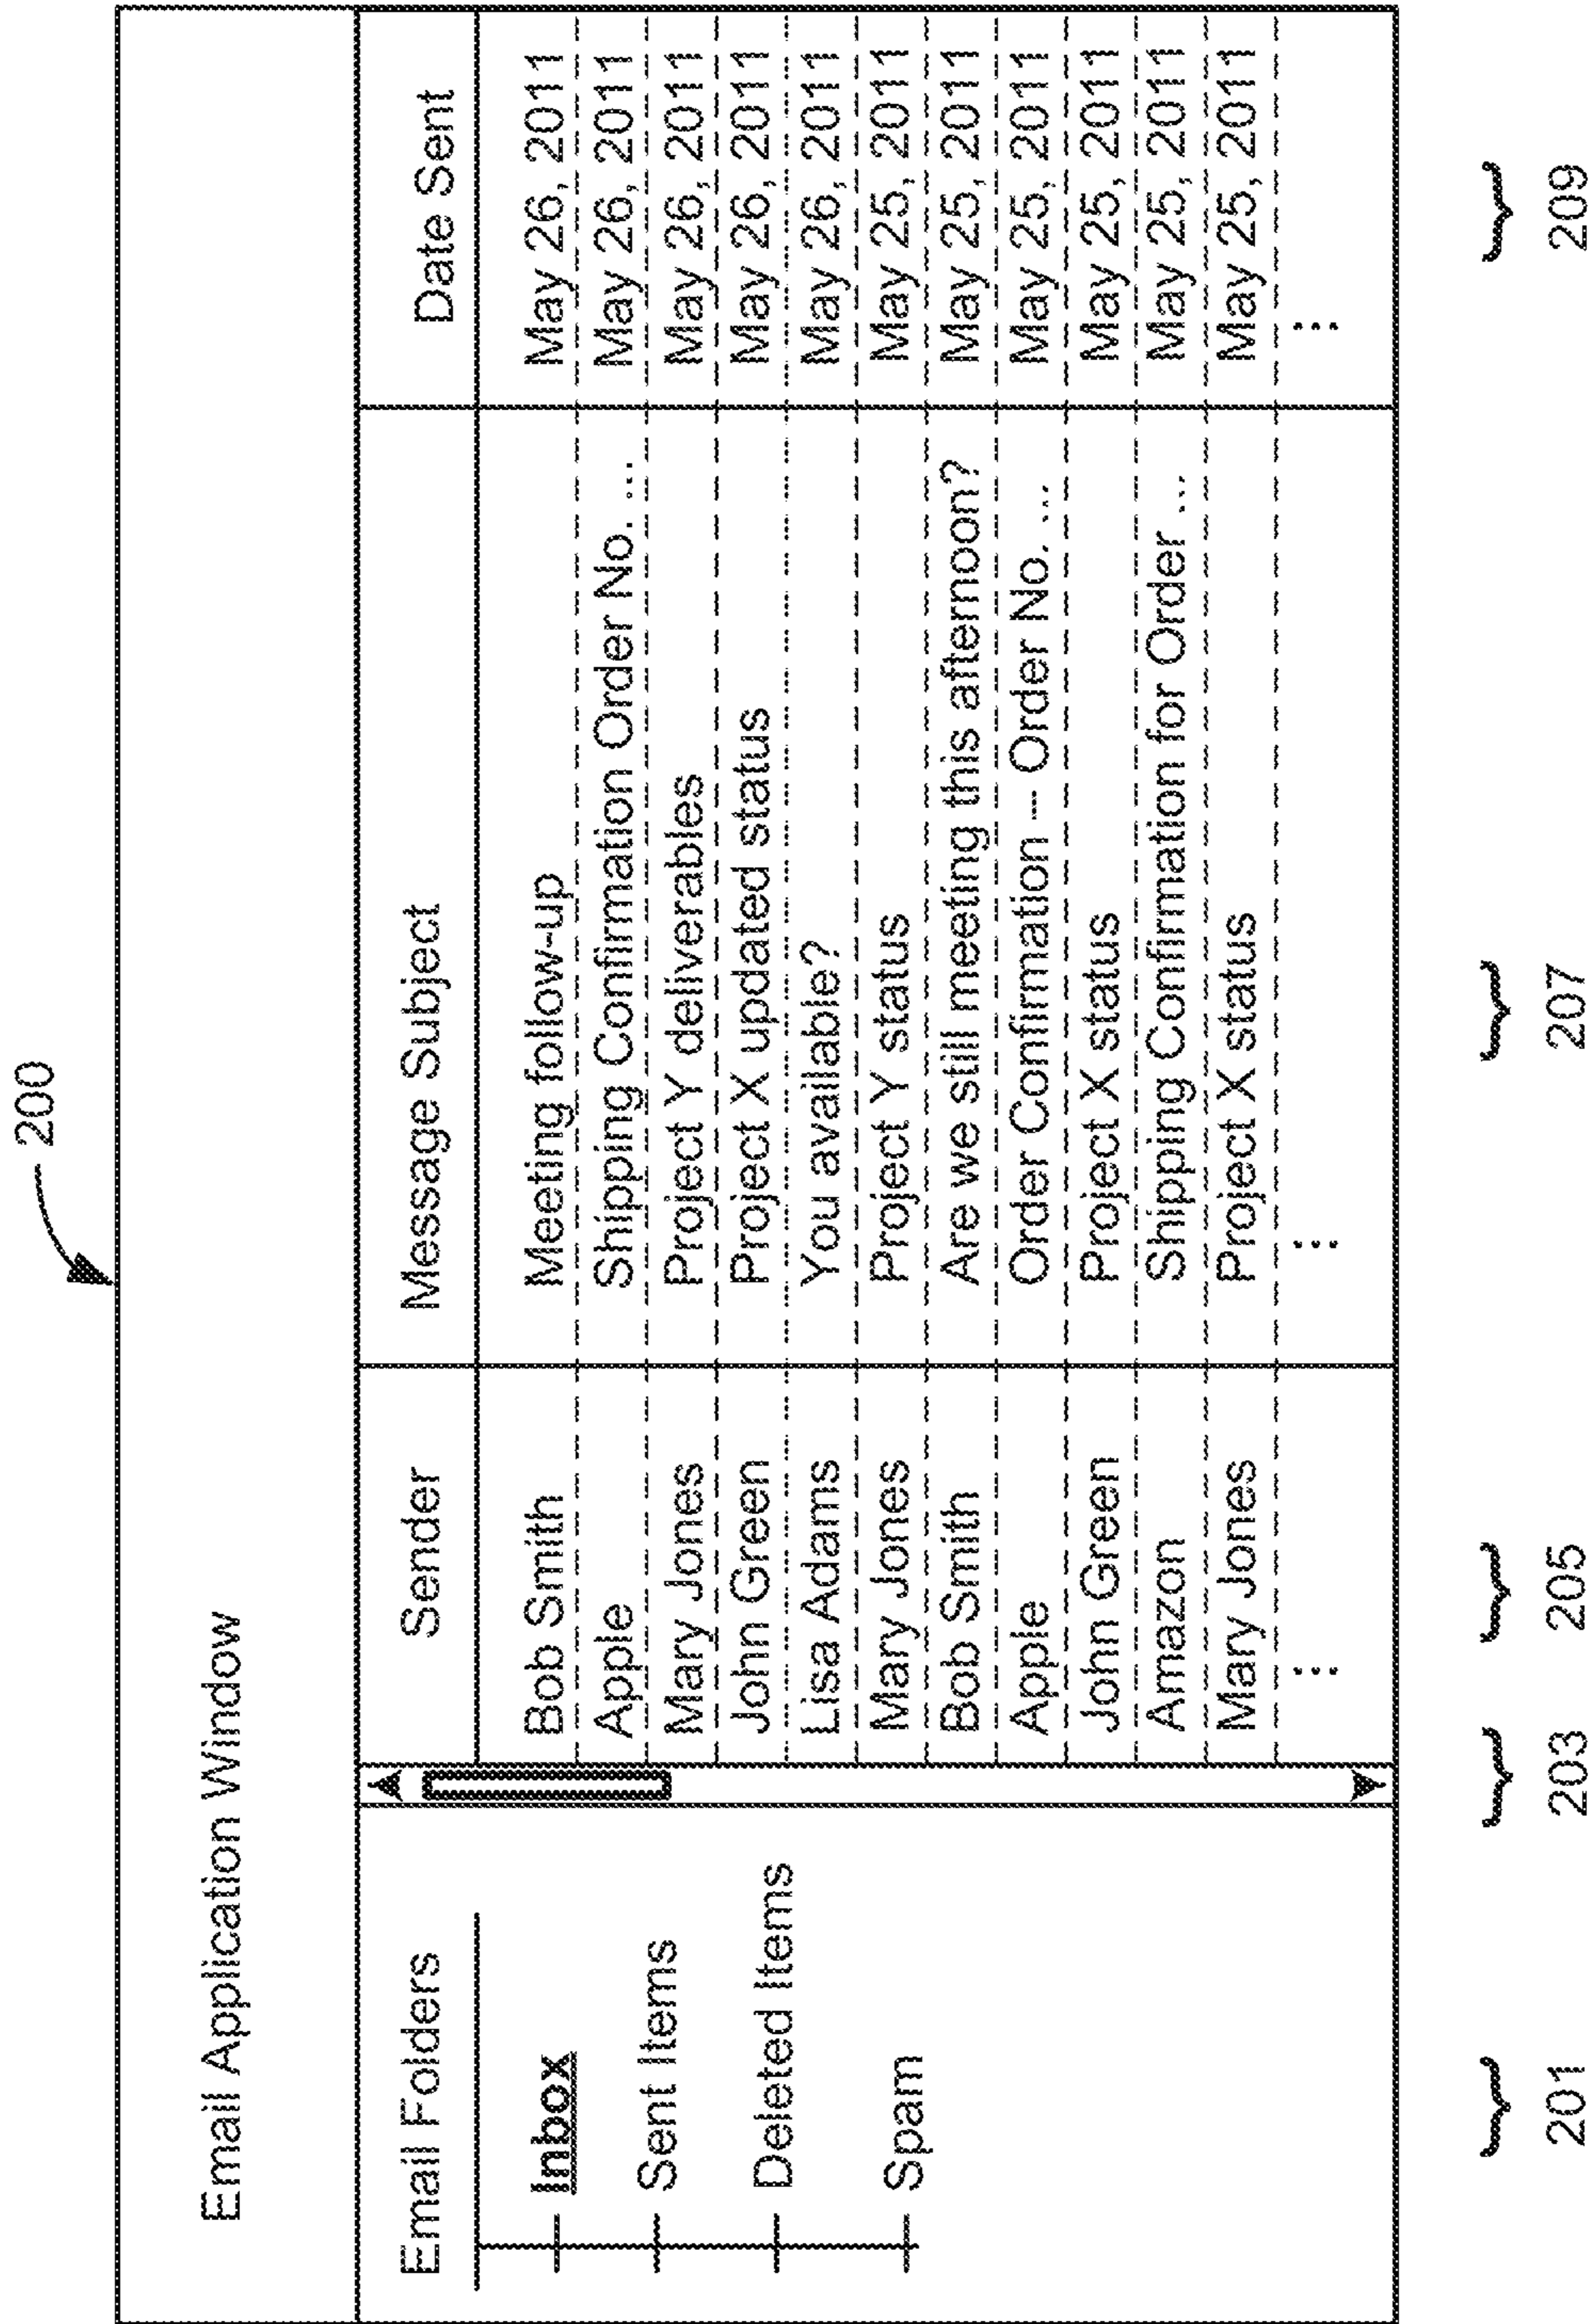 200
Email Application Window
Email Folders
Inbox
Sent Items
Deleted Items
Spam
Sender Message Subject Date Sent
Bob Smith Meeting follow-up May 26, 2011
Apple Shipping Confirmation Order No. ... May 26, 2011
Mary Jones Project Y deliverables May 26, 2011
John Green Project X updated status May 26, 2011
Lisa Adams You available? May 26, 2011
Mary Jones Project Y status May 25, 2011
Bob Smith Are we still meeting this afternoon? May 25, 2011
Apple Order Confirmation -- Order No. ... May 25, 2011
John Green Project X status May 25, 2011
Amazon Shipping Confirmation for Order ... May 25, 2011
Mary Jones Project X status May 25, 2011
⋮ ⋮ ⋮
201 203 205 207 209